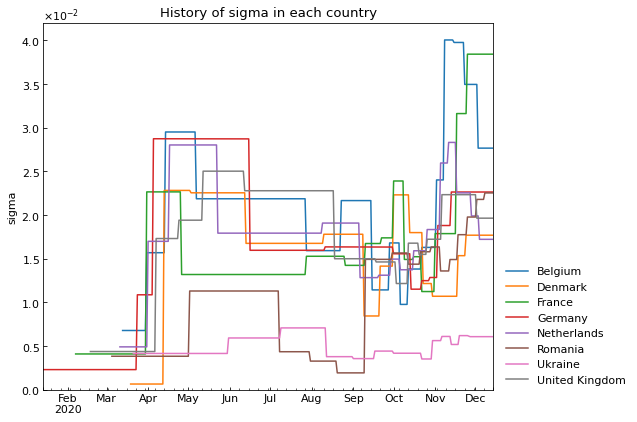 History of sigma in each country
×10⁻²
4.0
3.5
3.0
2.5
2.0
1.5
1.0
0.5
0.0
sigma
Feb Mar Apr May Jun Jul Aug Sep Oct Nov Dec
2020
Belgium
Denmark
France
Germany
Netherlands
Romania
Ukraine
United Kingdom